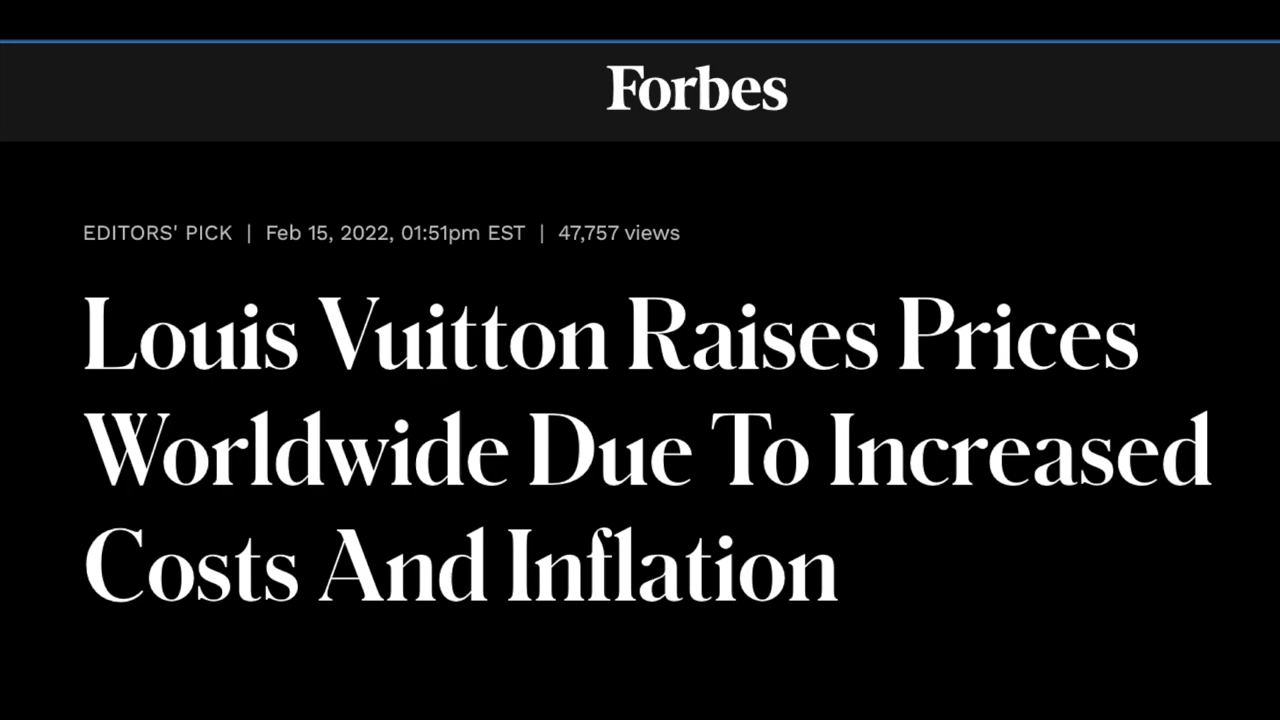 Forbes
EDITORS' PICK | Feb 15, 2022, 01:51pm EST | 47,757 views
Louis Vuitton Raises Prices
Worldwide Due To Increased
Costs And Inflation